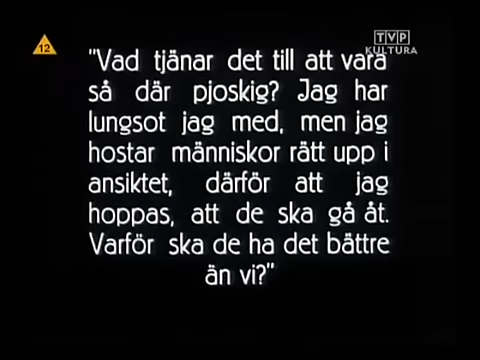 12
TVP
KULTURA
"Vad tjänar det till att vara
så där pjoskig? Jag har
lungsot jag med, men jag
hostar människor rätt upp i
ansiktet, därför att jag
hoppas, att de ska gå åt.
Varför ska de ha det bättre
än vi?"